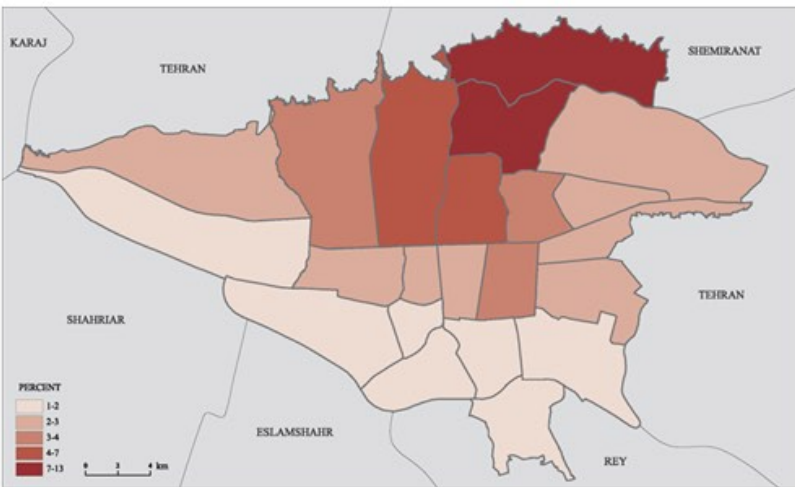 KARAJ
TEHRAN
SHEMIRANAT
TEHRAN
SHAHRIAR
ESLAMSHAHR
REY
PERCENT
1-2
2-3
3-4
4-7
7-13
0 2 4 km